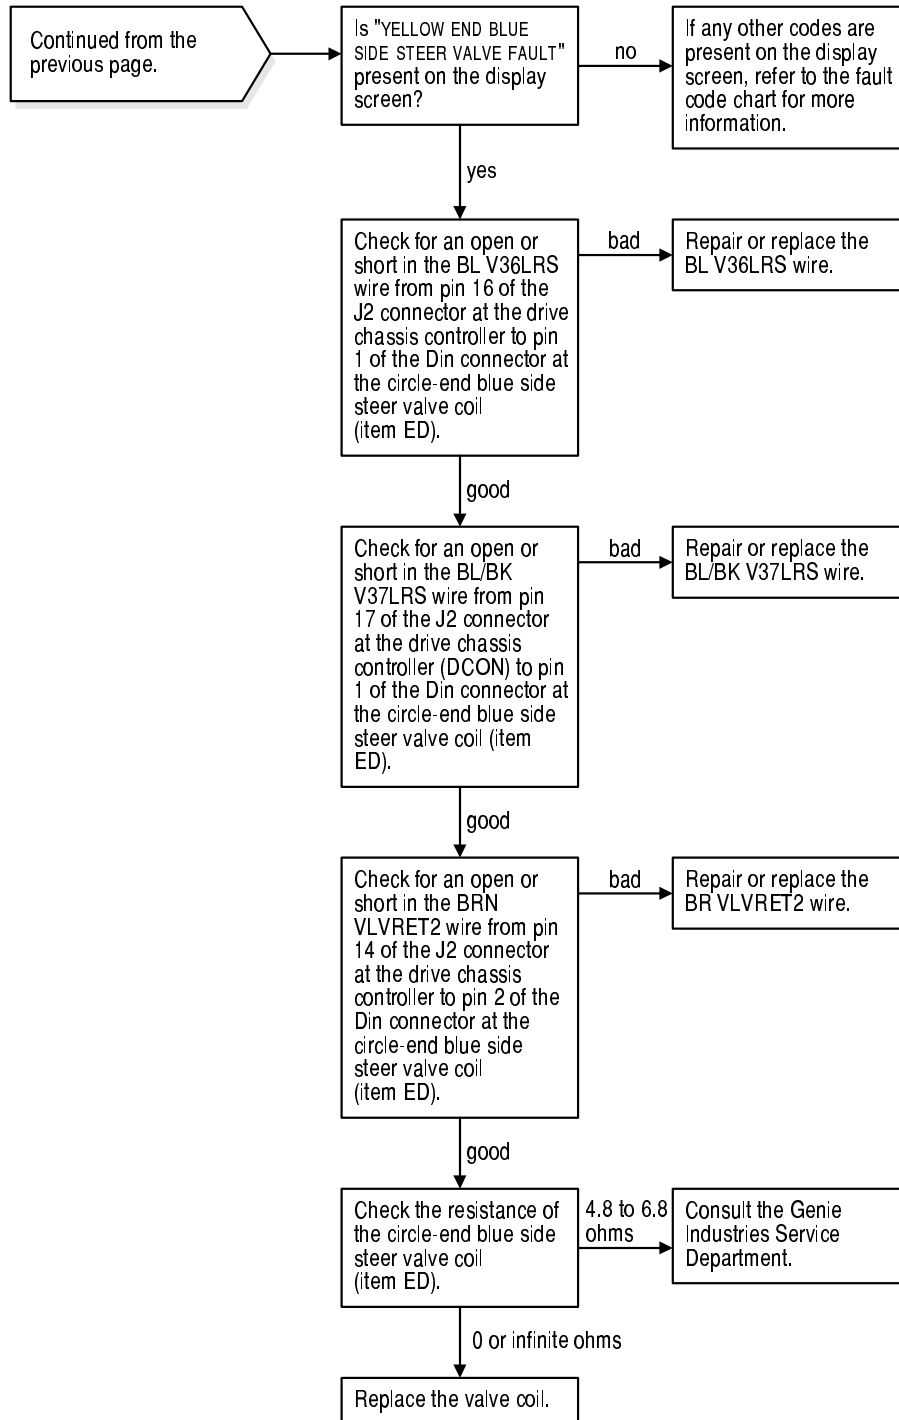 Continued from the
previous page.
Is "YELLOW END BLUE
SIDE STEER VALVE FAULT"
present on the display
screen?
no
If any other codes are
present on the display
screen, refer to the fault
code chart for more
information.
yes
Check for an open or
short in the BL V36LRS
wire from pin 16 of the
J2 connector at the drive
chassis controller to pin
1 of the Din connector at
the circle-end blue side
steer valve coil
(item ED).
bad
Repair or replace the
BL V36LRS wire.
good
Check for an open or
short in the BL/BK
V37LRS wire from pin
17 of the J2 connector
at the drive chassis
controller (DCON) to pin
1 of the Din connector at
the circle-end blue side
steer valve coil (item
ED).
bad
Repair or replace the
BL/BK V37LRS wire.
good
Check for an open or
short in the BRN
VLVRET2 wire from pin
14 of the J2 connector
at the drive chassis
controller to pin 2 of the
Din connector at the
circle-end blue side
steer valve coil
(item ED).
bad
Repair or replace the
BR VLVRET2 wire.
good
Check the resistance of
the circle-end blue side
steer valve coil
(item ED).
4.8 to 6.8
ohms
Consult the Genie
Industries Service
Department.
0 or infinite ohms
Replace the valve coil.